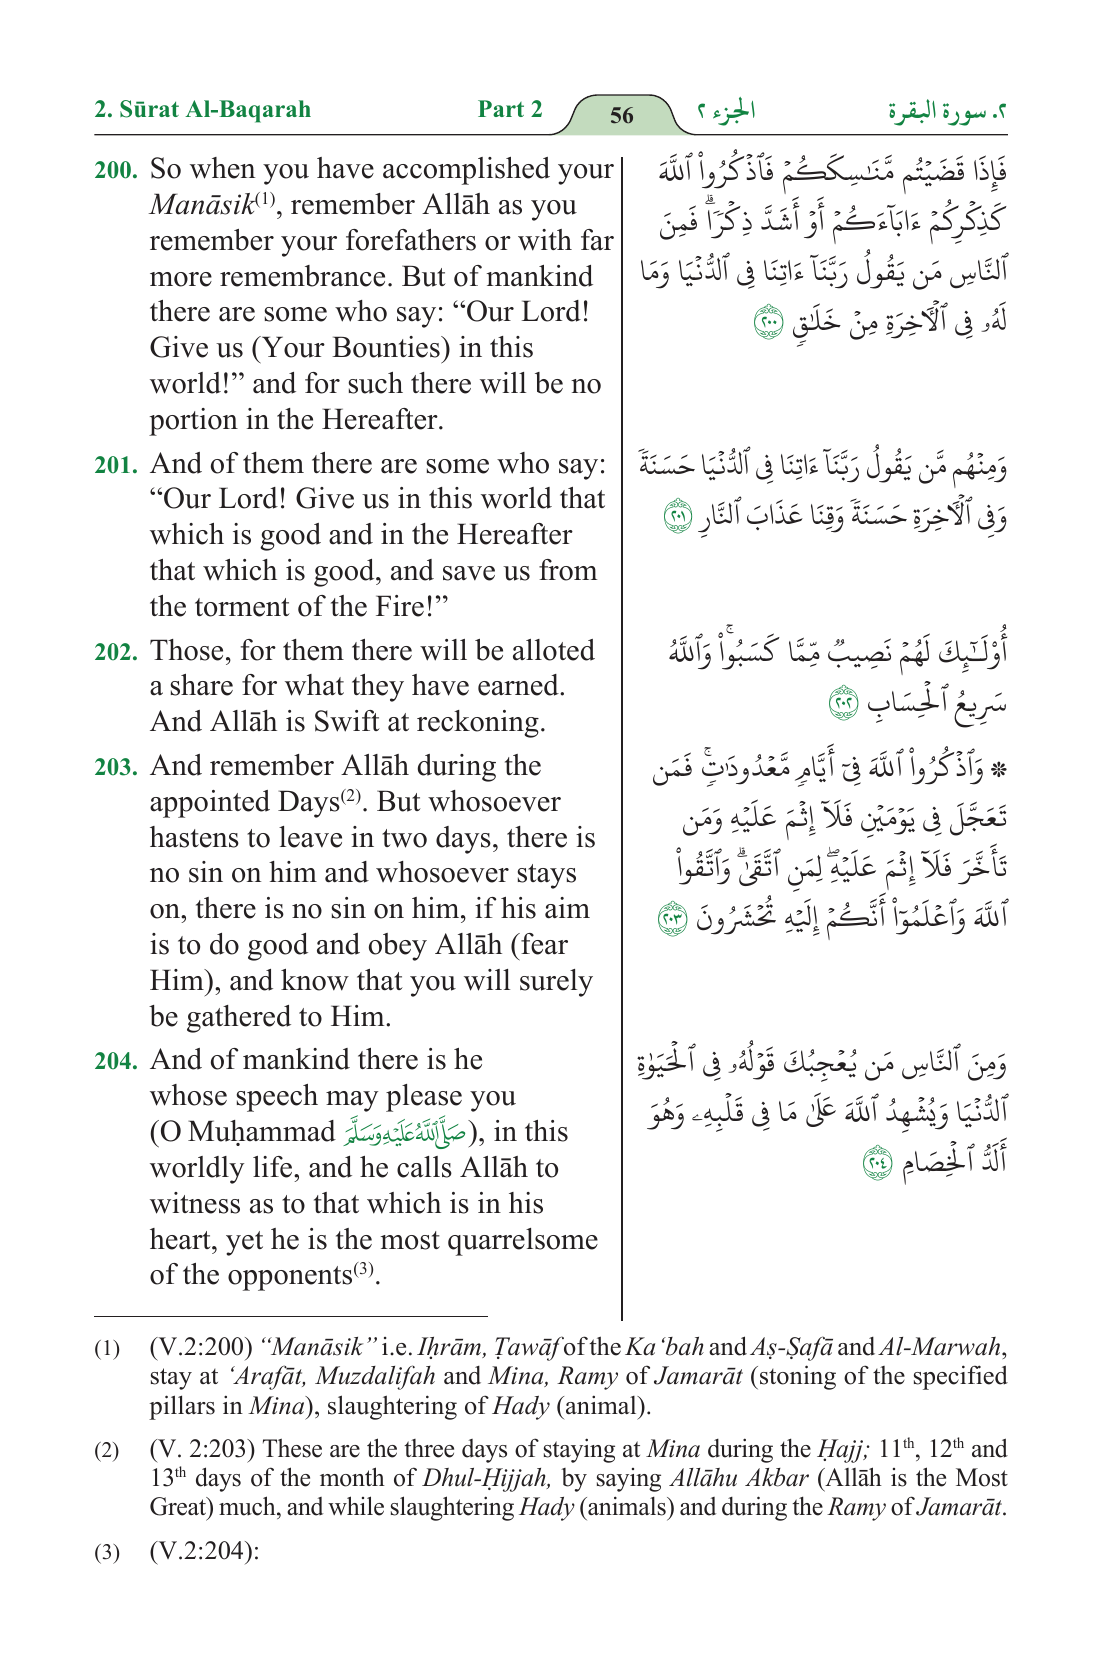 2. Sūrat Al-Baqarah Part 2 56 الجزء ٢ ٢. سورة البقرة
200. So when you have accomplished your
Manāsik(1), remember Allāh as you
remember your forefathers or with far
more remembrance. But of mankind
there are some who say: “Our Lord!
Give us (Your Bounties) in this
world!” and for such there will be no
portion in the Hereafter.
فَإِذَا قَضَيۡتُم مَّنَٰسِكَكُمۡ فَٱذۡكُرُواْ ٱللَّهَ
كَذِكۡرِكُمۡ ءَابَآءَكُمۡ أَوۡ أَشَدَّ ذِكۡرٗاۗ فَمِنَ
ٱلنَّاسِ مَن يَقُولُ رَبَّنَآ ءَاتِنَا فِي ٱلدُّنۡيَا وَمَا
لَهُۥ فِي ٱلۡأٓخِرَةِ مِنۡ خَلَٰقٖ ٢٠٠
201. And of them there are some who say:
“Our Lord! Give us in this world that
which is good and in the Hereafter
that which is good, and save us from
the torment of the Fire!”
وَمِنۡهُم مَّن يَقُولُ رَبَّنَآ ءَاتِنَا فِي ٱلدُّنۡيَا حَسَنَةٗ
وَفِي ٱلۡأٓخِرَةِ حَسَنَةٗ وَقِنَا عَذَابَ ٱلنَّارِ ٢٠١
202. Those, for them there will be alloted
a share for what they have earned.
And Allāh is Swift at reckoning.
أُوْلَٰٓئِكَ لَهُمۡ نَصِيبٞ مِّمَّا كَسَبُواْۚ وَٱللَّهُ
سَرِيعُ ٱلۡحِسَابِ ٢٠٢
203. And remember Allāh during the
appointed Days(2). But whosoever
hastens to leave in two days, there is
no sin on him and whosoever stays
on, there is no sin on him, if his aim
is to do good and obey Allāh (fear
Him), and know that you will surely
be gathered to Him.
۞ وَٱذۡكُرُواْ ٱللَّهَ فِيٓ أَيَّامٖ مَّعۡدُودَٰتٖۚ فَمَن
تَعَجَّلَ فِي يَوۡمَيۡنِ فَلَآ إِثۡمَ عَلَيۡهِ وَمَن
تَأَخَّرَ فَلَآ إِثۡمَ عَلَيۡهِۖ لِمَنِ ٱتَّقَىٰۗ وَٱتَّقُواْ
ٱللَّهَ وَٱعۡلَمُوٓاْ أَنَّكُمۡ إِلَيۡهِ تُحۡشَرُونَ ٢٠٣
204. And of mankind there is he
whose speech may please you
(O Muḥammad صَلَّى اللَّهُ عَلَيْهِ وَسَلَّمَ), in this
worldly life, and he calls Allāh to
witness as to that which is in his
heart, yet he is the most quarrelsome
of the opponents(3).
وَمِنَ ٱلنَّاسِ مَن يُعۡجِبُكَ قَوۡلُهُۥ فِي ٱلۡحَيَوٰةِ
ٱلدُّنۡيَا وَيُشۡهِدُ ٱللَّهَ عَلَىٰ مَا فِي قَلۡبِهِۦ وَهُوَ
أَلَدُّ ٱلۡخِصَامِ ٢٠٤
(1) (V.2:200) “Manāsik” i.e. Iḥrām, Ṭawāf of the Ka‘bah and Aṣ-Ṣafā and Al-Marwah,
stay at ‘Arafāt, Muzdalifah and Mina, Ramy of Jamarāt (stoning of the specified
pillars in Mina), slaughtering of Hady (animal).
(2) (V. 2:203) These are the three days of staying at Mina during the Ḥajj; 11th, 12th and
13th days of the month of Dhul-Ḥijjah, by saying Allāhu Akbar (Allāh is the Most
Great) much, and while slaughtering Hady (animals) and during the Ramy of Jamarāt.
(3) (V.2:204):